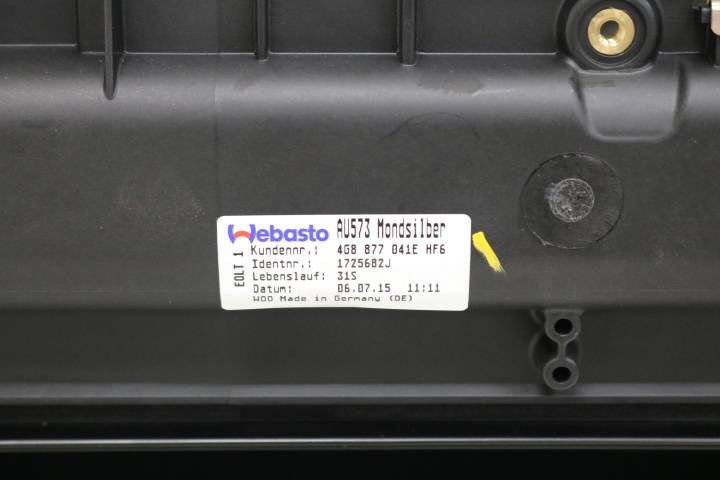 Webasto AU573 Mondsilber
Kundennr.: 4G8 877 041E HF6
Identnr.: 1725682J
Lebenslauf: 31S
Datum: 06.07.15 11:11
WOO Made in Germany (DE)
EOLT 1